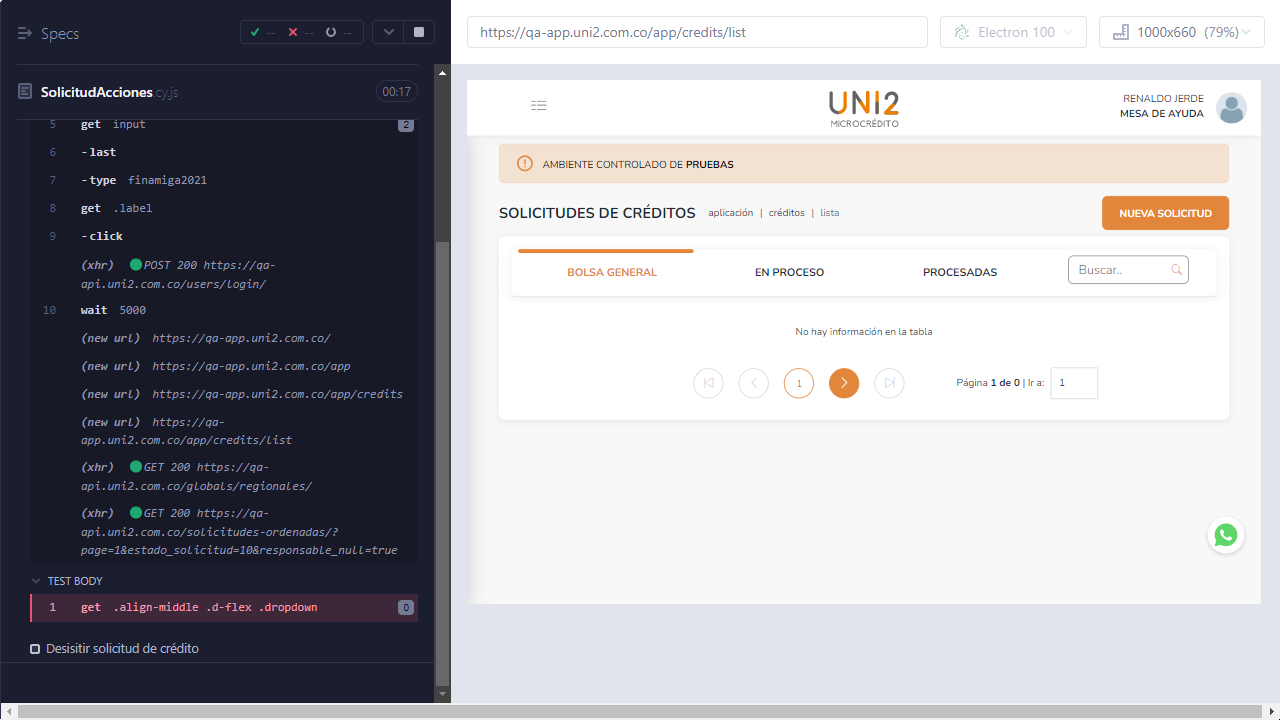 Specs
-- -- --
SolicitudAcciones.cy.js
00:17
5 get input 2
6 -last
7 -type finamiga2021
8 get .label
9 -click
(xhr) POST 200 https://qa-
api.uni2.com.co/users/login/
10 wait 5000
(new url) https://qa-app.uni2.com.co/
(new url) https://qa-app.uni2.com.co/app
(new url) https://qa-app.uni2.com.co/app/credits
(new url) https://qa-
app.uni2.com.co/app/credits/list
(xhr) GET 200 https://qa-
api.uni2.com.co/globals/regionales/
(xhr) GET 200 https://qa-
api.uni2.com.co/solicitudes-ordenadas/?
page=1&estado_solicitud=10&responsable_null=true
TEST BODY
1 get .align-middle .d-flex .dropdown 0
Desisitir solicitud de crédito
https://qa-app.uni2.com.co/app/credits/list
Electron 100
1000x660 (79%)
UNi2
MICROCRÉDITO
RENALDO JERDE
MESA DE AYUDA
AMBIENTE CONTROLADO DE PRUEBAS
SOLICITUDES DE CRÉDITOS aplicación | créditos | lista
NUEVA SOLICITUD
BOLSA GENERAL EN PROCESO PROCESADAS Buscar..
No hay información en la tabla
1 Página 1 de 0 | Ir a: 1